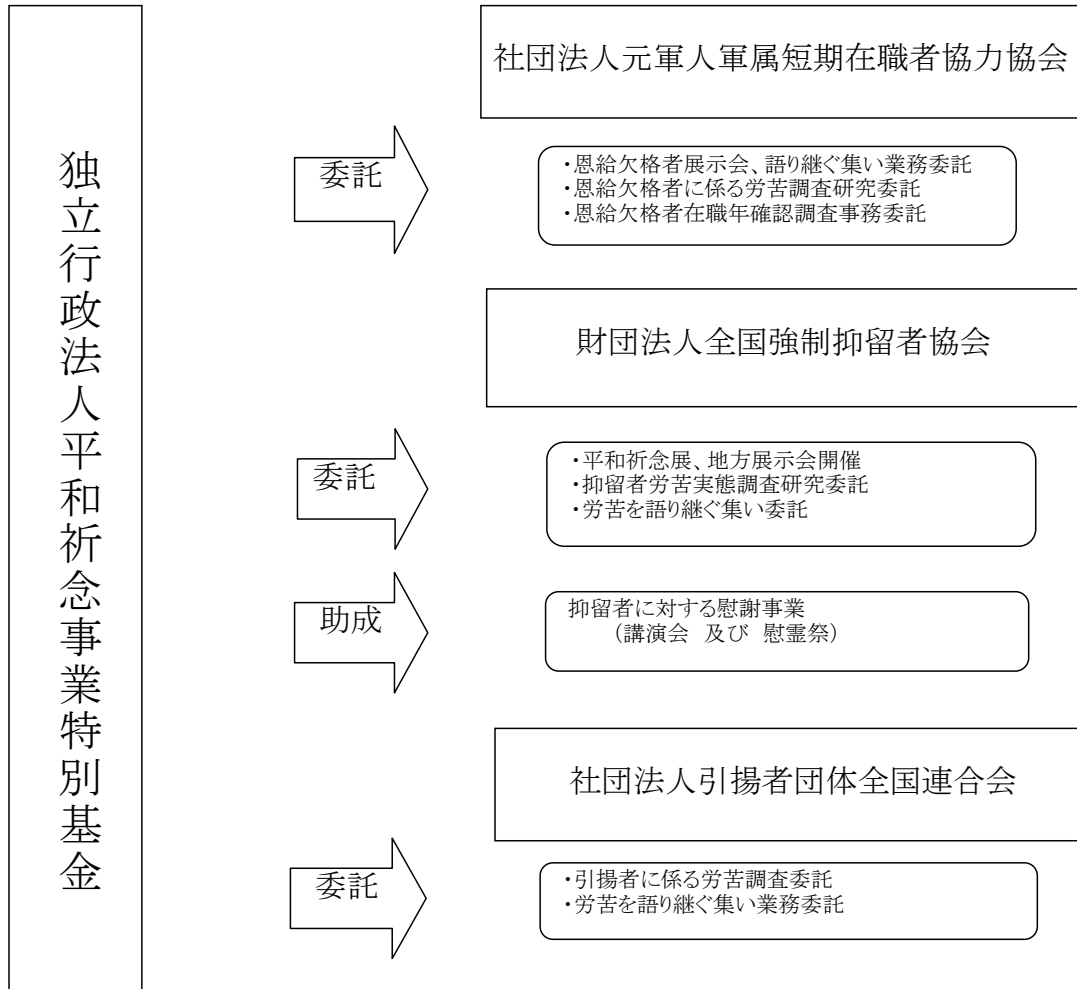 独立行政法人平和祈念事業特別基金
社団法人元軍人軍属短期在職者協力協会
委託
・恩給欠格者展示会、語り継ぐ集い業務委託
・恩給欠格者に係る労苦調査研究委託
・恩給欠格者在職年確認調査事務委託
財団法人全国強制抑留者協会
委託
・平和祈念展、地方展示会開催
・抑留者労苦実態調査研究委託
・労苦を語り継ぐ集い委託
助成
抑留者に対する慰謝事業
（講演会　及び　慰霊祭）
社団法人引揚者団体全国連合会
委託
・引揚者に係る労苦調査委託
・労苦を語り継ぐ集い業務委託